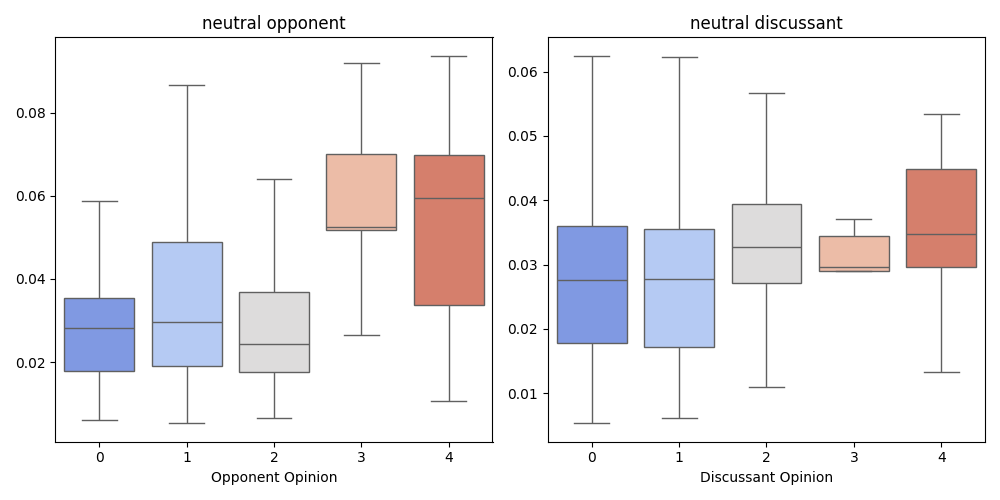 neutral opponent
0.08
0.06
0.04
0.02
0 1 2 3 4
Opponent Opinion
neutral discussant
0.06
0.05
0.04
0.03
0.02
0.01
0 1 2 3 4
Discussant Opinion